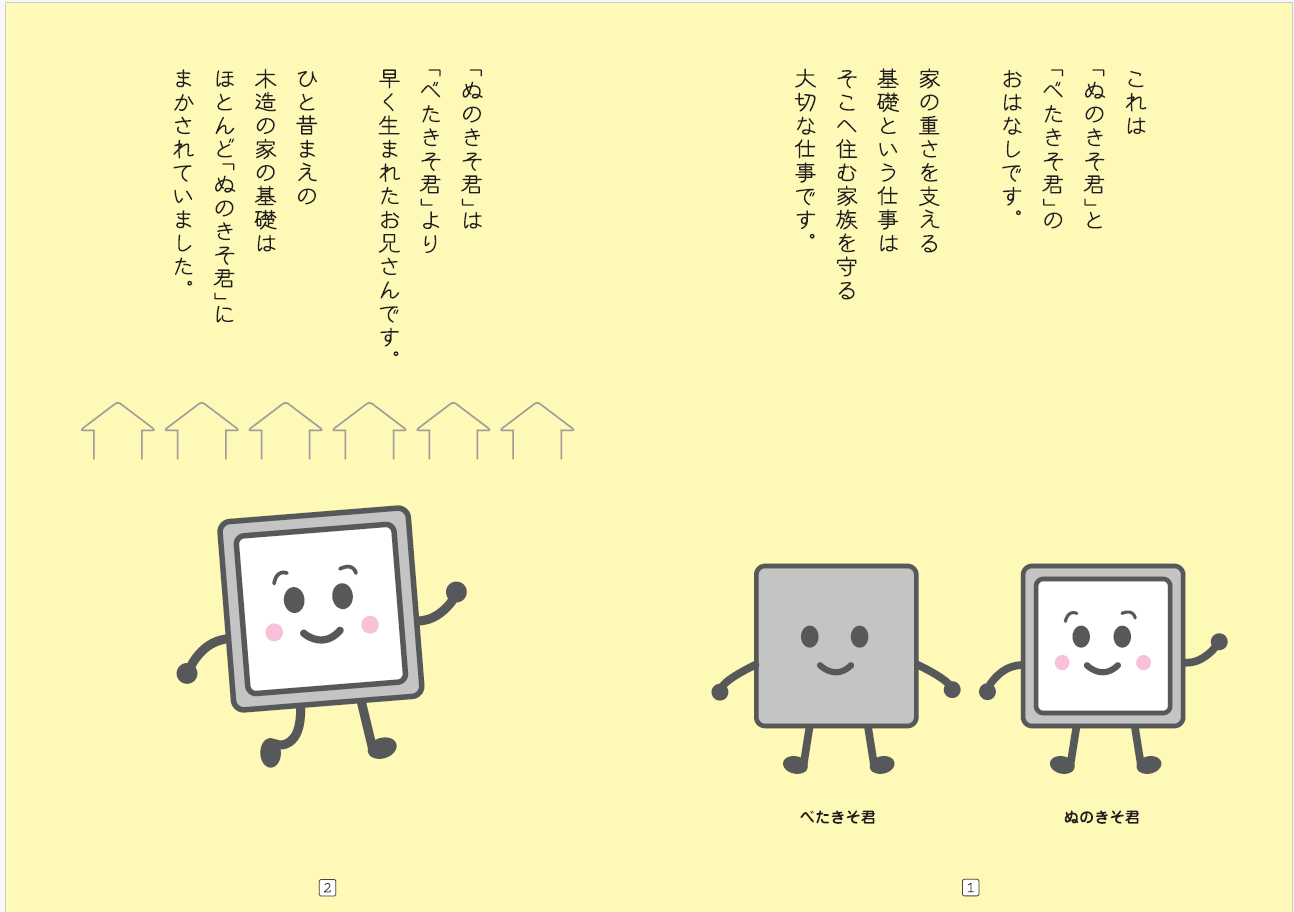 これは
「ぬのきそ君」と
「べたきそ君」の
おはなしです。
家の重さを支える
基礎という仕事は
そこへ住む家族を守る
大切な仕事です。
べたきそ君
ぬのきそ君
1
「ぬのきそ君」は
「べたきそ君」より
早く生まれたお兄さんです。
ひと昔まえの
木造の家の基礎は
ほとんど「ぬのきそ君」に
まかされていました。
2